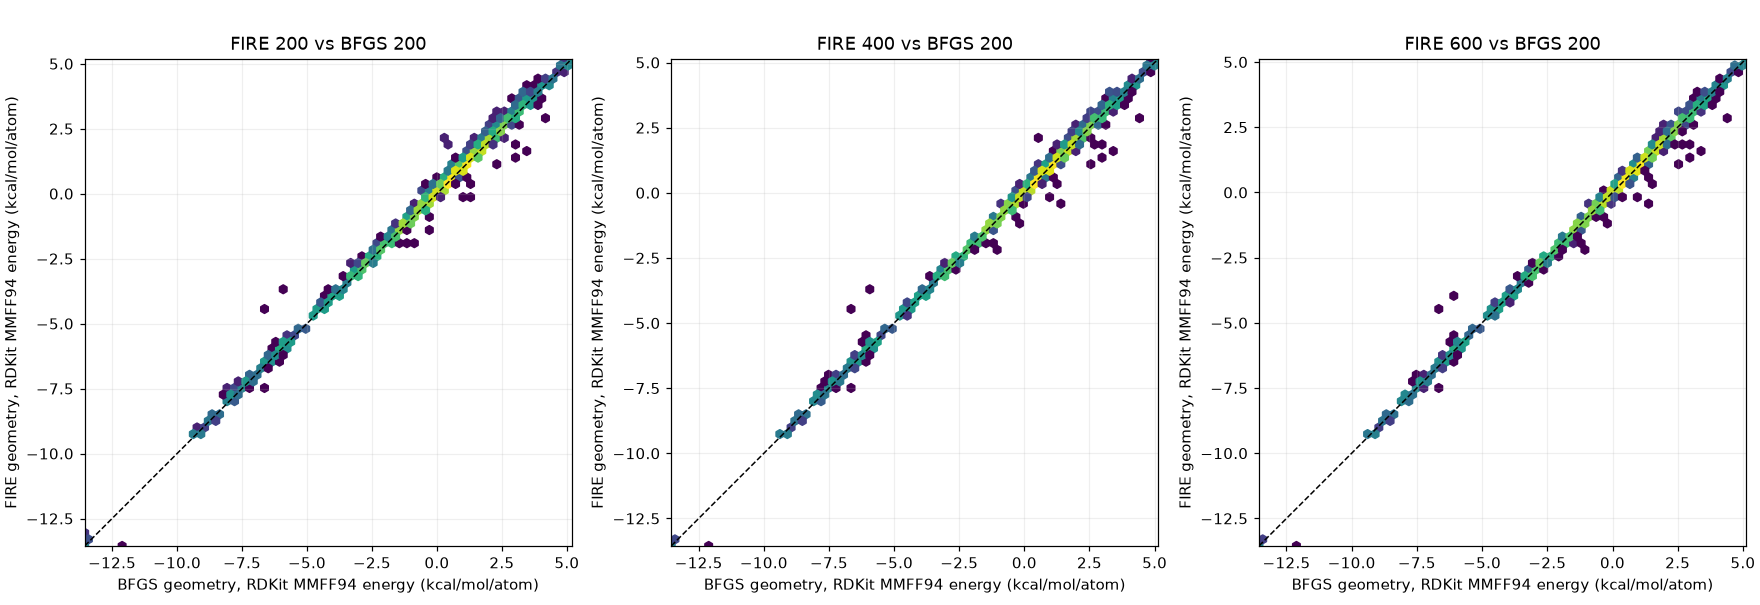 FIRE 200 vs BFGS 200
5.0
2.5
0.0
−2.5
−5.0
−7.5
−10.0
−12.5
−12.5 −10.0 −7.5 −5.0 −2.5 0.0 2.5 5.0
BFGS geometry, RDKit MMFF94 energy (kcal/mol/atom)
FIRE geometry, RDKit MMFF94 energy (kcal/mol/atom)
FIRE 400 vs BFGS 200
5.0
2.5
0.0
−2.5
−5.0
−7.5
−10.0
−12.5
−12.5 −10.0 −7.5 −5.0 −2.5 0.0 2.5 5.0
BFGS geometry, RDKit MMFF94 energy (kcal/mol/atom)
FIRE geometry, RDKit MMFF94 energy (kcal/mol/atom)
FIRE 600 vs BFGS 200
5.0
2.5
0.0
−2.5
−5.0
−7.5
−10.0
−12.5
−12.5 −10.0 −7.5 −5.0 −2.5 0.0 2.5 5.0
BFGS geometry, RDKit MMFF94 energy (kcal/mol/atom)
FIRE geometry, RDKit MMFF94 energy (kcal/mol/atom)